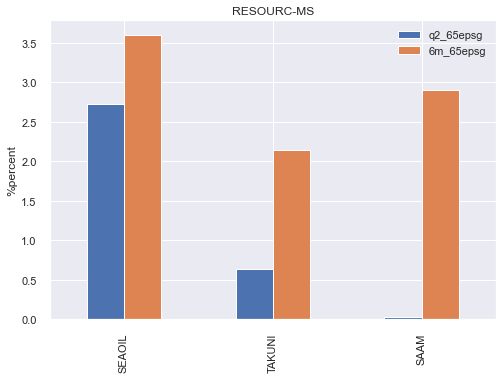 RESOURC-MS
q2_65epsg
6m_65epsg
%percent
3.5
3.0
2.5
2.0
1.5
1.0
0.5
0.0
SEAOIL
TAKUNI
SAAM